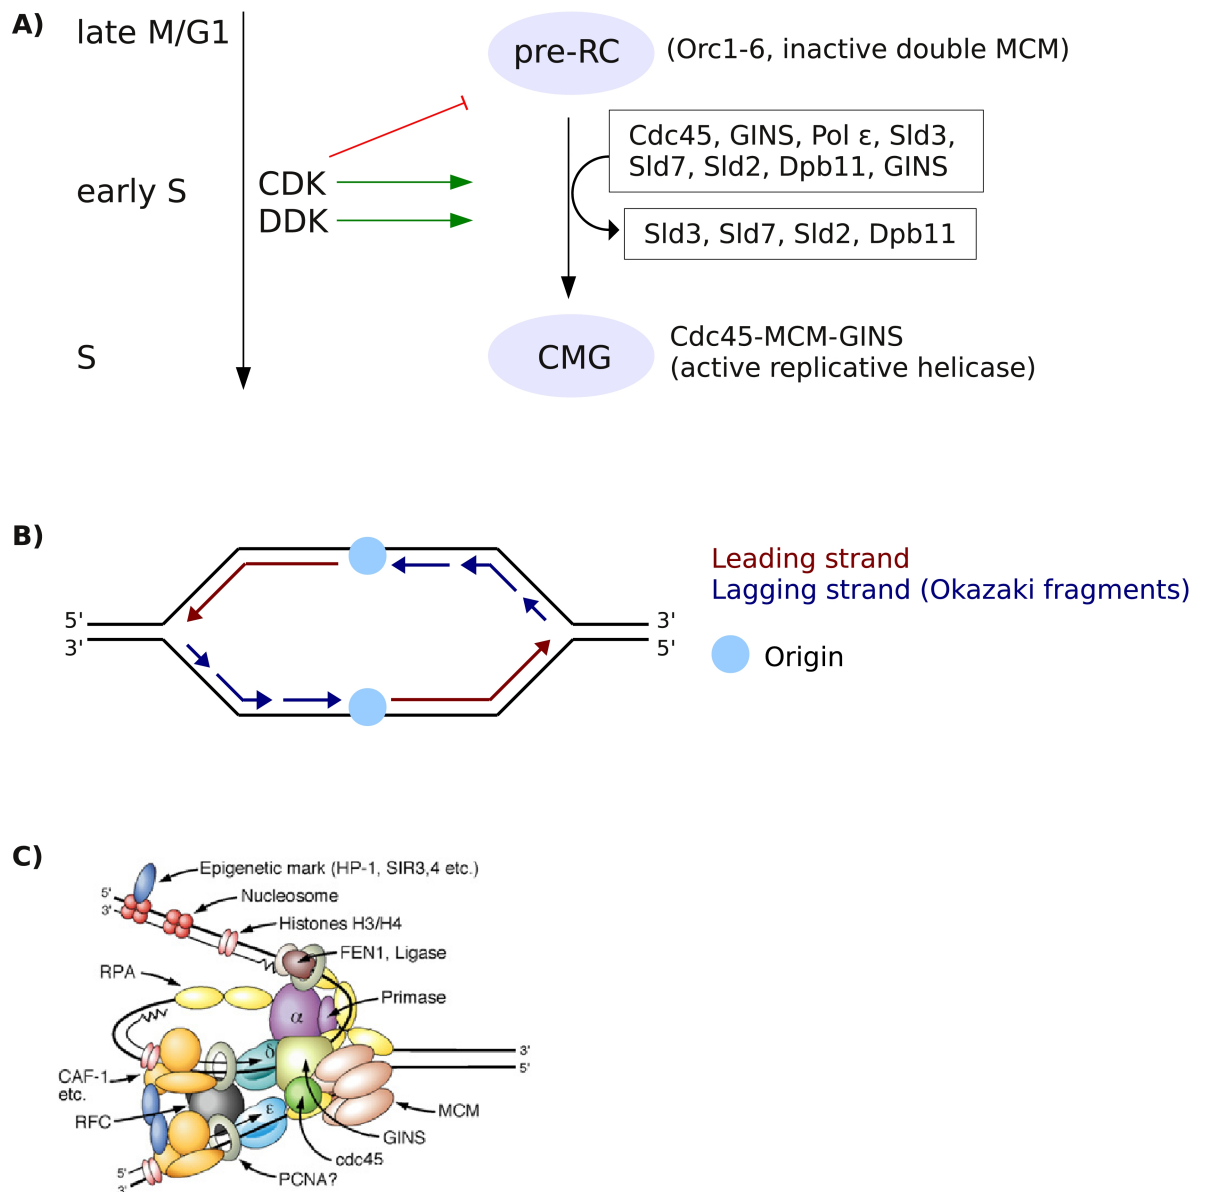 A)
late M/G1
pre-RC
(Orc1-6, inactive double MCM)
Cdc45, GINS, Pol ε, Sld3,
Sld7, Sld2, Dpb11, GINS
early S
CDK
DDK
Sld3, Sld7, Sld2, Dpb11
S
CMG
Cdc45-MCM-GINS
(active replicative helicase)
B)
Leading strand
Lagging strand (Okazaki fragments)
5'
3'
3'
5'
Origin
C)
Epigenetic mark (HP-1, SIR3,4 etc.)
5'
3'
Nucleosome
Histones H3/H4
FEN1, Ligase
RPA
Primase
α
δ
3'
5'
CAF-1
etc.
RFC
ε
MCM
GINS
cdc45
PCNA?
5'
3'